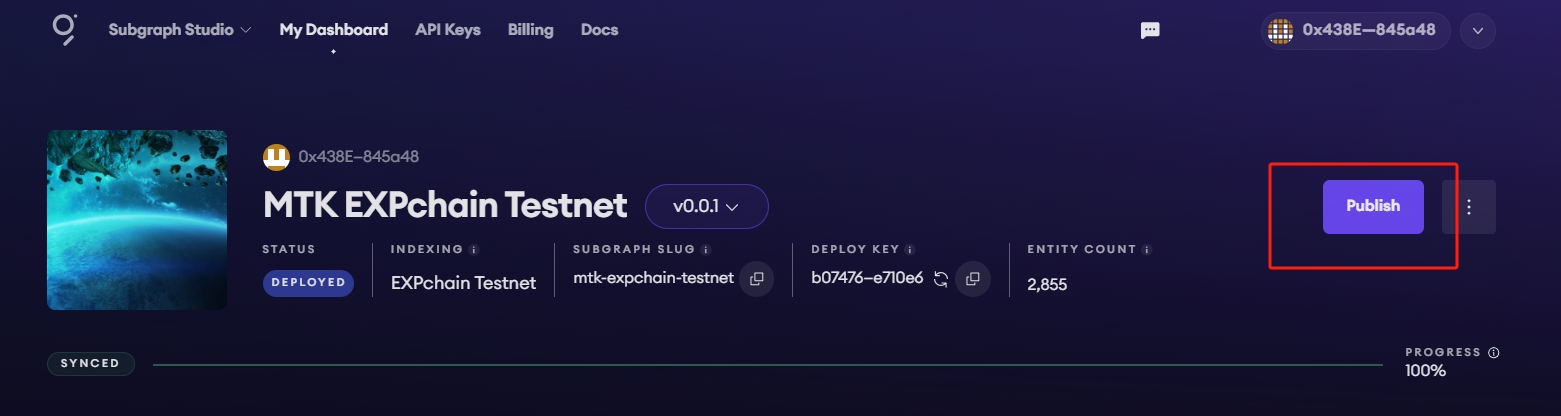 Subgraph Studio My Dashboard API Keys Billing Docs 0x438E—845a48
0x438E—845a48
MTK EXPchain Testnet v0.0.1 Publish
STATUS INDEXING SUBGRAPH SLUG DEPLOY KEY ENTITY COUNT
DEPLOYED EXPchain Testnet mtk-expchain-testnet b07476—e710e6 2,855
SYNCED PROGRESS
100%